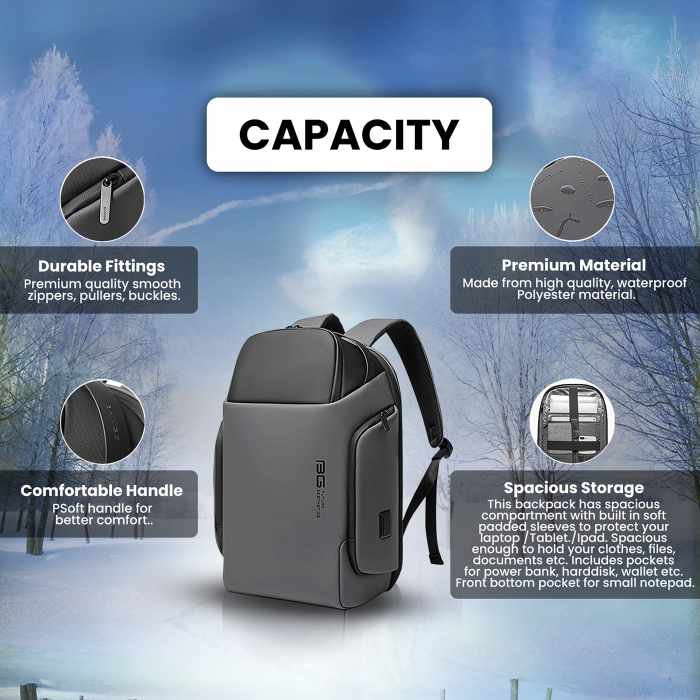 CAPACITY
Durable Fittings
Premium quality smooth
zippers, pullers, buckles.
Premium Material
Made from high quality, waterproof
Polyester material.
Comfortable Handle
PSoft handle for
better comfort..
Spacious Storage
This backpack has spacious
compartment with built in soft
padded sleeves to protect your
laptop /Tablet./Ipad. Spacious
enough to hold your clothes, files,
documents etc. Includes pockets
for power bank, harddisk, wallet etc.
Front bottom pocket for small notepad.
BG